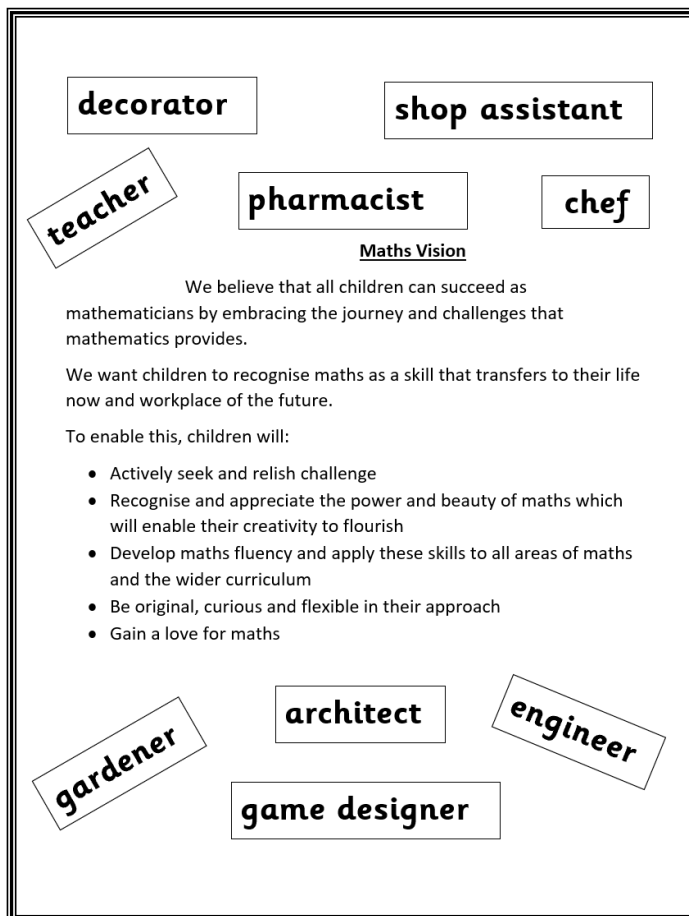 decorator
shop assistant
teacher
pharmacist
chef
Maths Vision
We believe that all children can succeed as
mathematicians by embracing the journey and challenges that
mathematics provides.
We want children to recognise maths as a skill that transfers to their life
now and workplace of the future.
To enable this, children will:
• Actively seek and relish challenge
• Recognise and appreciate the power and beauty of maths which
will enable their creativity to flourish
• Develop maths fluency and apply these skills to all areas of maths
and the wider curriculum
• Be original, curious and flexible in their approach
• Gain a love for maths
architect
engineer
gardener
game designer